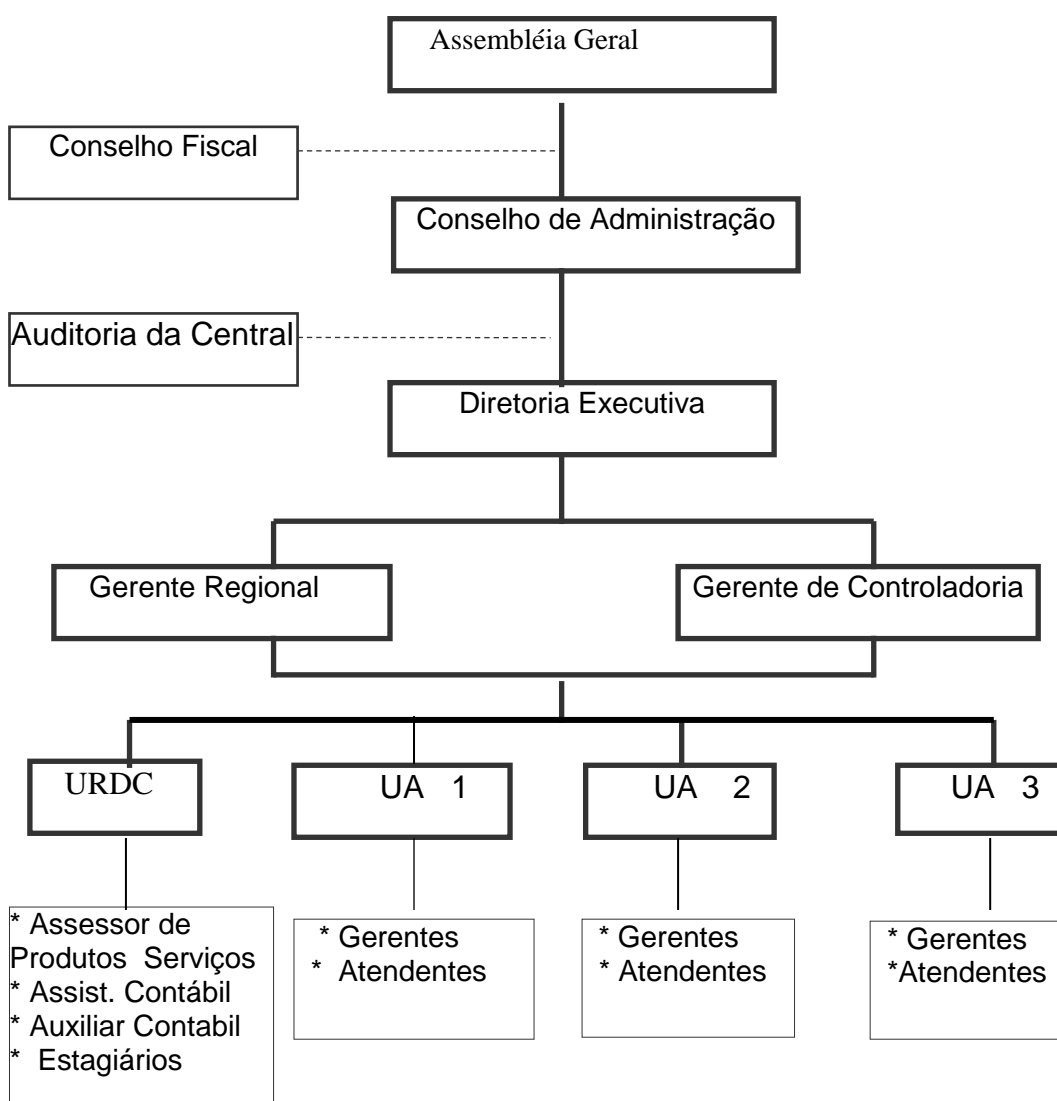 Assembléia Geral
Conselho Fiscal
Conselho de Administração
Auditoria da Central
Diretoria Executiva
Gerente Regional
Gerente de Controladoria
URDC
UA 1
UA 2
UA 3
* Assessor de
Produtos Serviços
* Assist. Contábil
* Auxiliar Contabil
* Estagiários
* Gerentes
* Atendentes
* Gerentes
* Atendentes
* Gerentes
*Atendentes